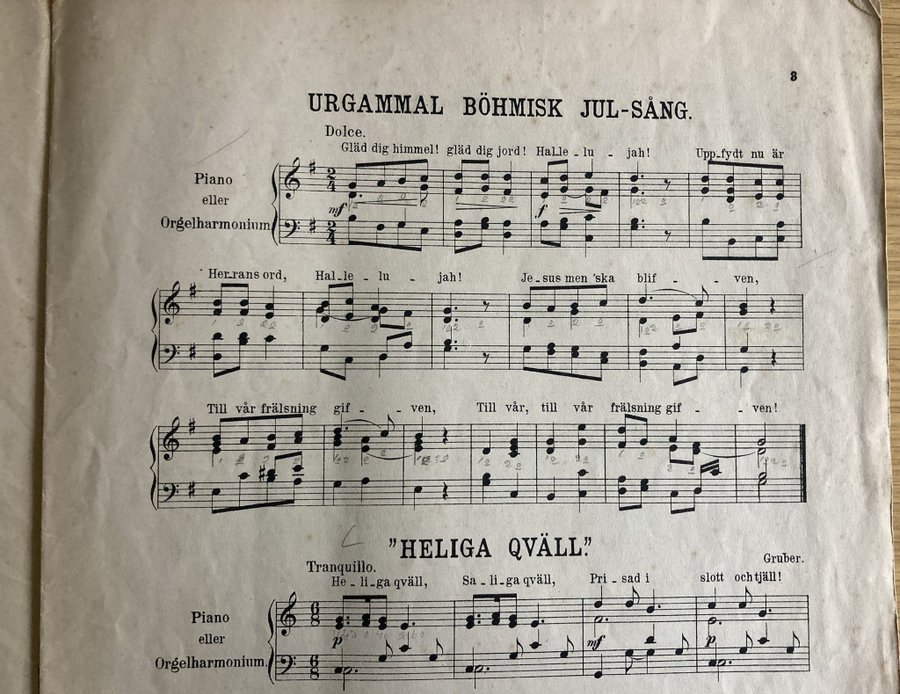 3
URGAMMAL BÖHMISK JUL-SÅNG.
Dolce.
Gläd dig himmel! gläd dig jord! Hal-le-lu-jah! Upp-fydt nu är
Piano
eller
Orgelharmonium.
mf
f
Her-rans ord, Hal-le-lu-jah! Je-sus men'ska blif--ven,
Till vår frälsning gif--ven, Till vår, till vår frälsning gif--ven!
"HELIGA QVÄLL."
Gruber.
Tranquillo.
He-li-ga qväll, Sa-li-ga qväll, Pri-sad i slott och tjäll!
Piano
eller
Orgelharmonium.
p
mf
p